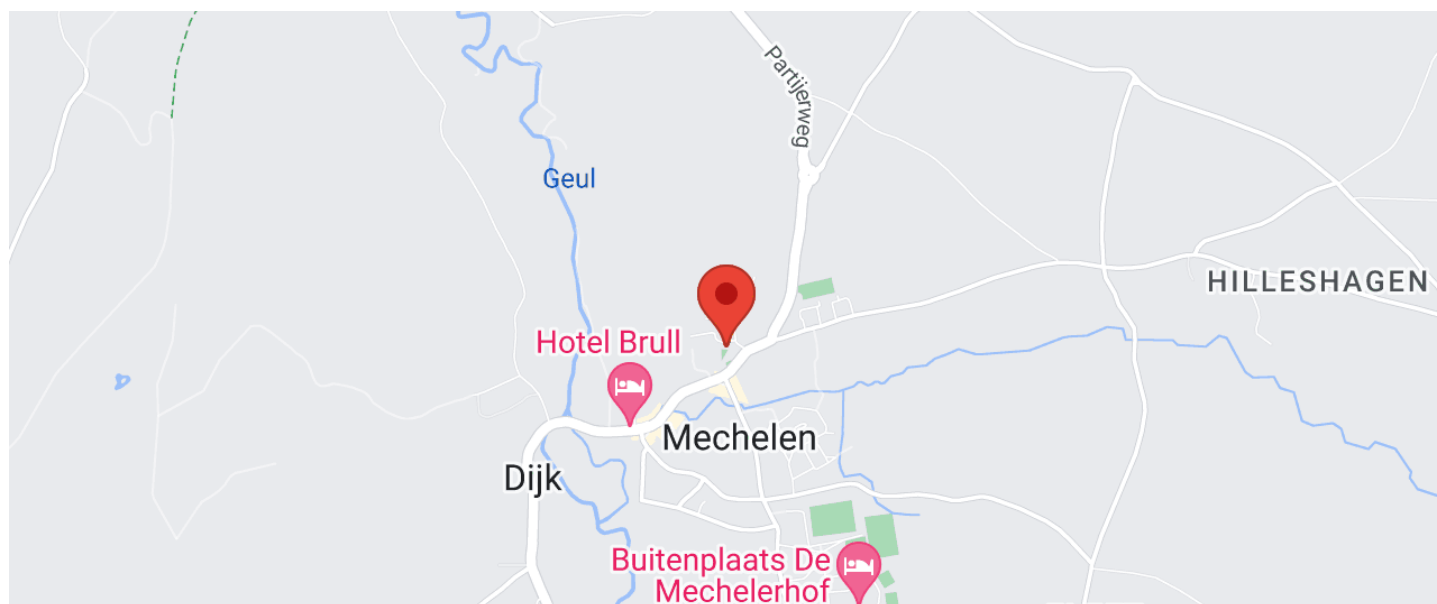 Partijerweg
Geul
HILLESHAGEN
Hotel Brull
Mechelen
Dijk
Buitenplaats De
Mechelerhof